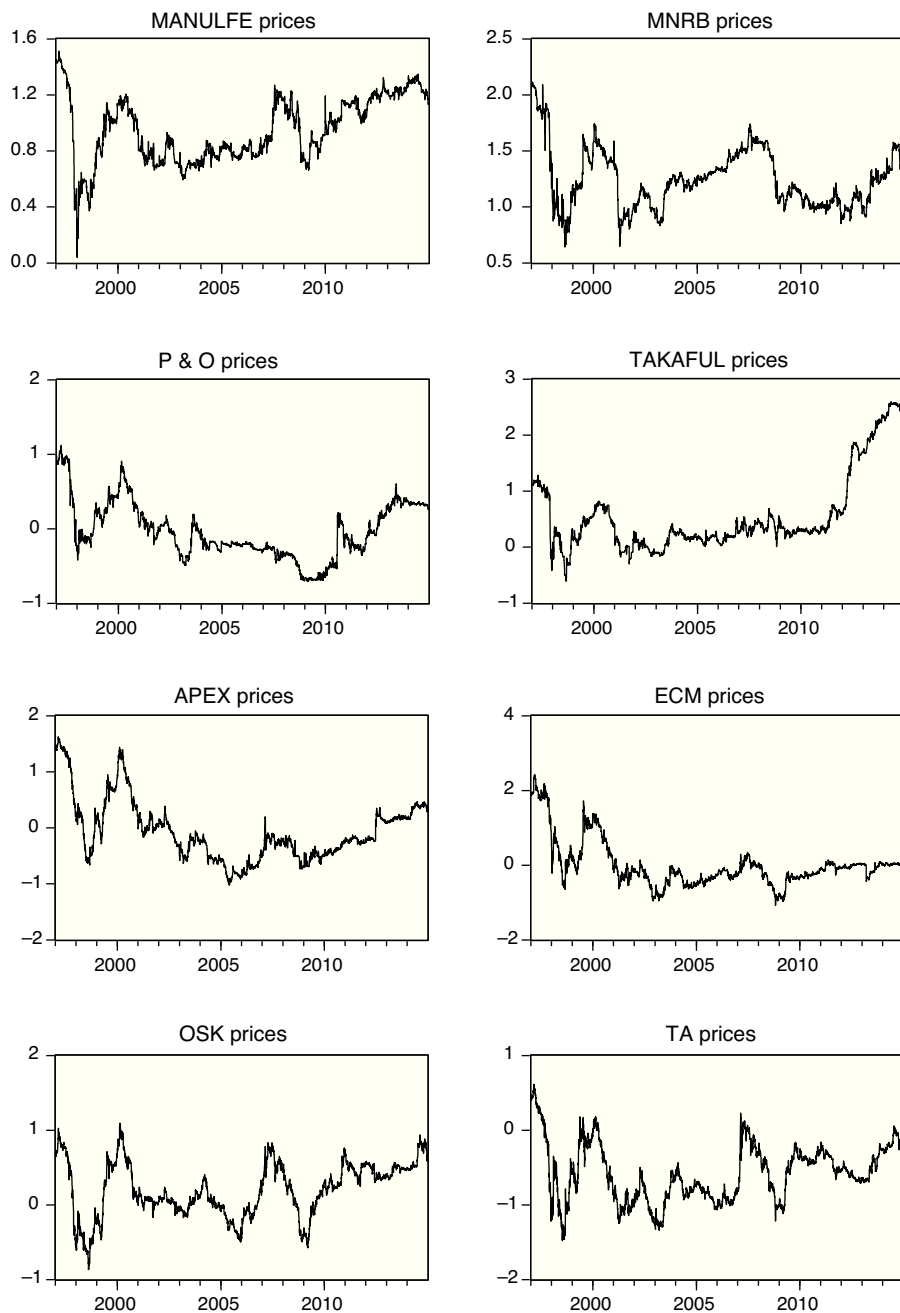 MANULFE prices
1.6
1.2
0.8
0.4
0.0
2000 2005 2010
MNRB prices
2.5
2.0
1.5
1.0
0.5
2000 2005 2010
P & O prices
2
1
0
–1
2000 2005 2010
TAKAFUL prices
3
2
1
0
–1
2000 2005 2010
APEX prices
2
1
0
–1
–2
2000 2005 2010
ECM prices
4
2
0
–2
2000 2005 2010
OSK prices
2
1
0
–1
2000 2005 2010
TA prices
1
0
–1
–2
2000 2005 2010